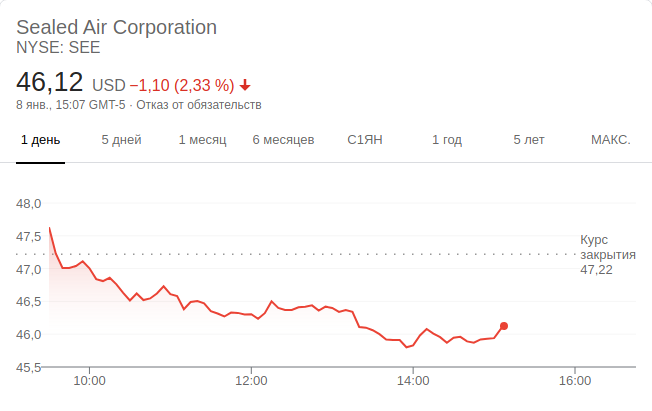 Sealed Air Corporation
NYSE: SEE
46,12 USD −1,10 (2,33 %)
8 янв., 15:07 GMT-5 · Отказ от обязательств
1 день 5 дней 1 месяц 6 месяцев С1ЯН 1 год 5 лет МАКС.
48,0
47,5
Курс
закрытия
47,22
47,0
46,5
46,0
45,5
10:00 12:00 14:00 16:00